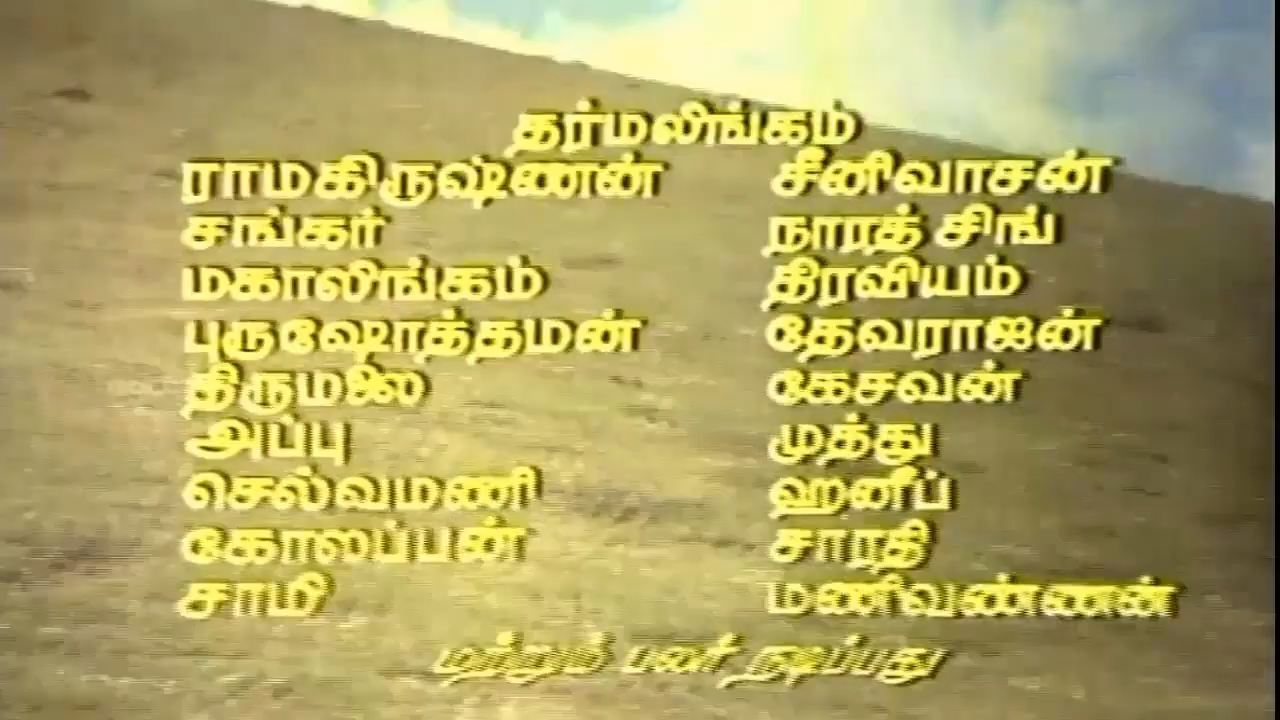 தர்மலிங்கம்
ராமகிருஷ்ணன் சீனிவாசன்
சங்கர் நாரத் சிங்
மகாலிங்கம் திரவியம்
புருஷோத்தமன் தேவராஜன்
திருமலை கேசவன்
அப்பு முத்து
செல்வமணி ஹனீப்
கோலப்பன் சாரதி
சாமி மணிவண்ணன்
மற்றும் பலர் நடிப்பது